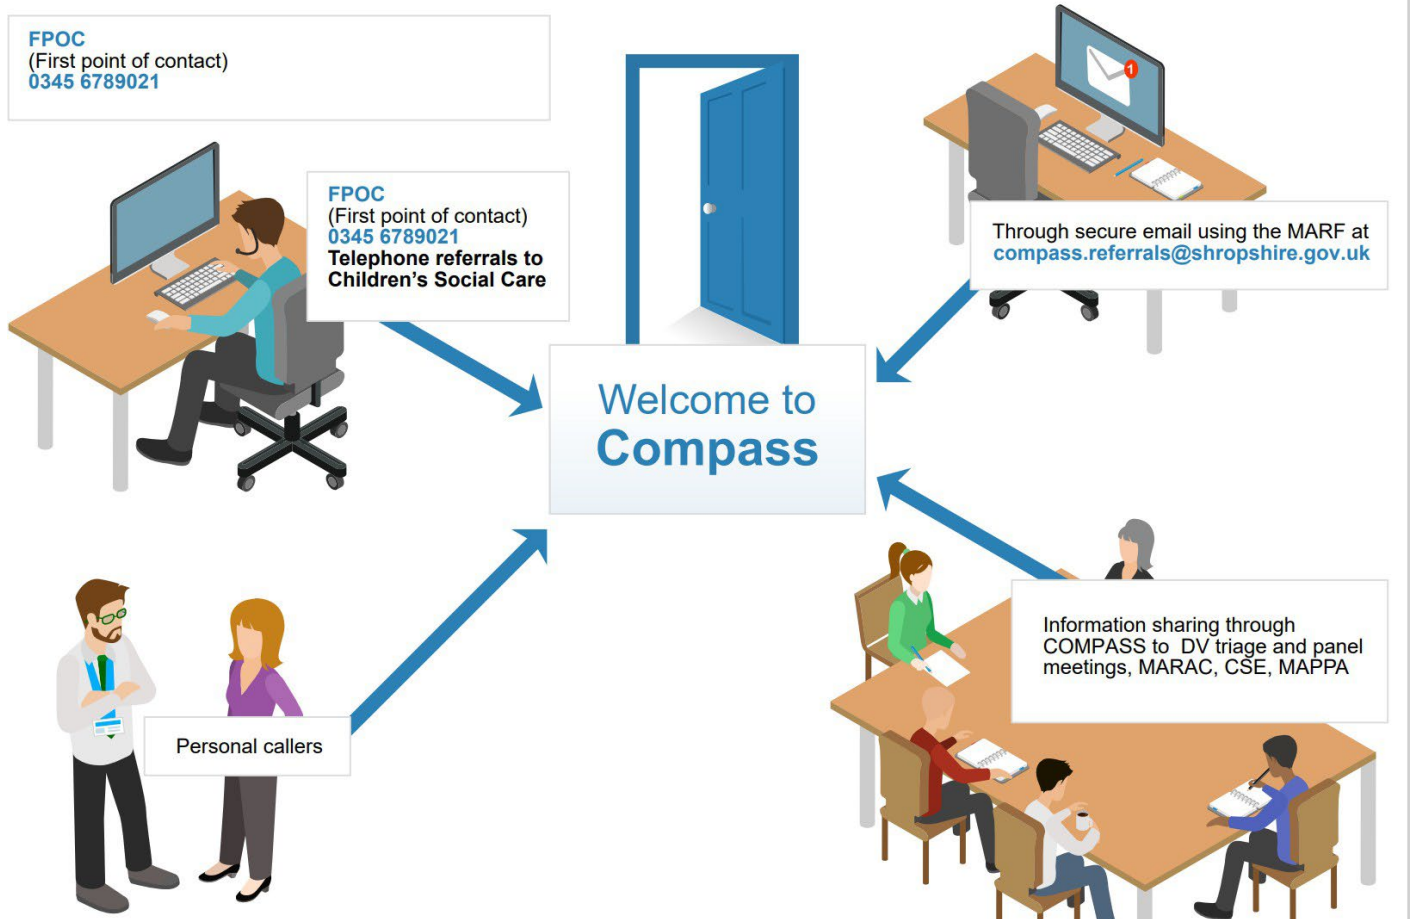 FPOC
(First point of contact)
0345 6789021
FPOC
(First point of contact)
0345 6789021
Telephone referrals to
Children's Social Care
1
Through secure email using the MARF at
compass.referrals@shropshire.gov.uk
Welcome to
Compass
Personal callers
Information sharing through
COMPASS to  DV triage and panel
meetings, MARAC, CSE, MAPPA